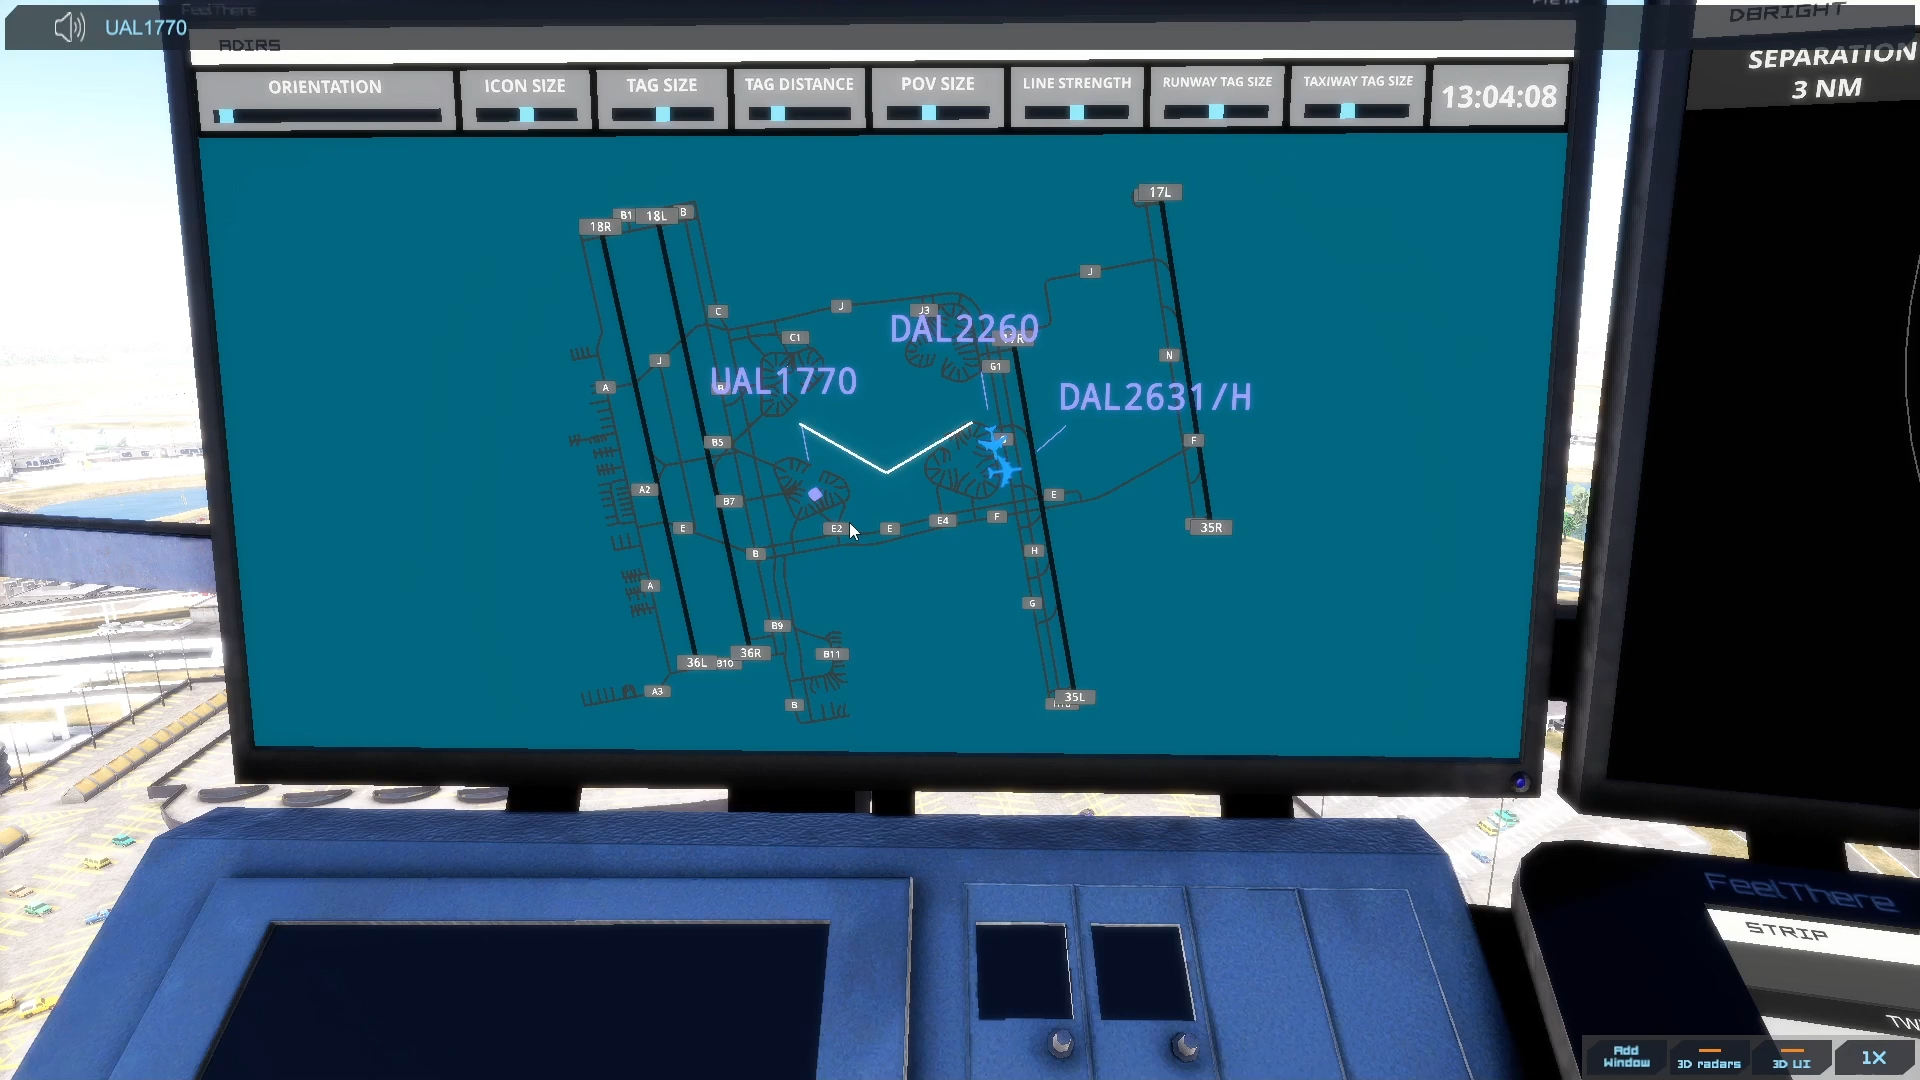 UAL1770
FeelThere
DBRIGHT
ADIRS
SEPARATION
3 NM
ORIENTATION
ICON SIZE
TAG SIZE
TAG DISTANCE
POV SIZE
LINE STRENGTH
RUNWAY TAG SIZE
TAXIWAY TAG SIZE
13:04:08
17L
18R
B1
18L
B
J
C
J
J3
C1
DAL2260
J
G1
N
A
UAL1770
DAL2631/H
B5
F
A2
B7
E
E
E2
E
E4
F
35R
B
H
A
G
B9
36L
B10
36R
B11
A3
B
35L
FeelThere
STRIP
Add
Window
3D radars
3D UI
1X